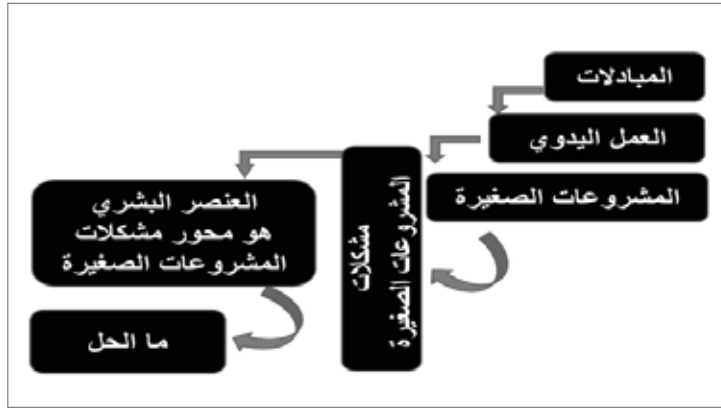 المبادلات
العمل اليدوي
المشروعات الصغيرة
مشكلات
المشروعات الصغيرة
العنصر البشري
هو محور مشكلات
المشروعات الصغيرة
ما الحل